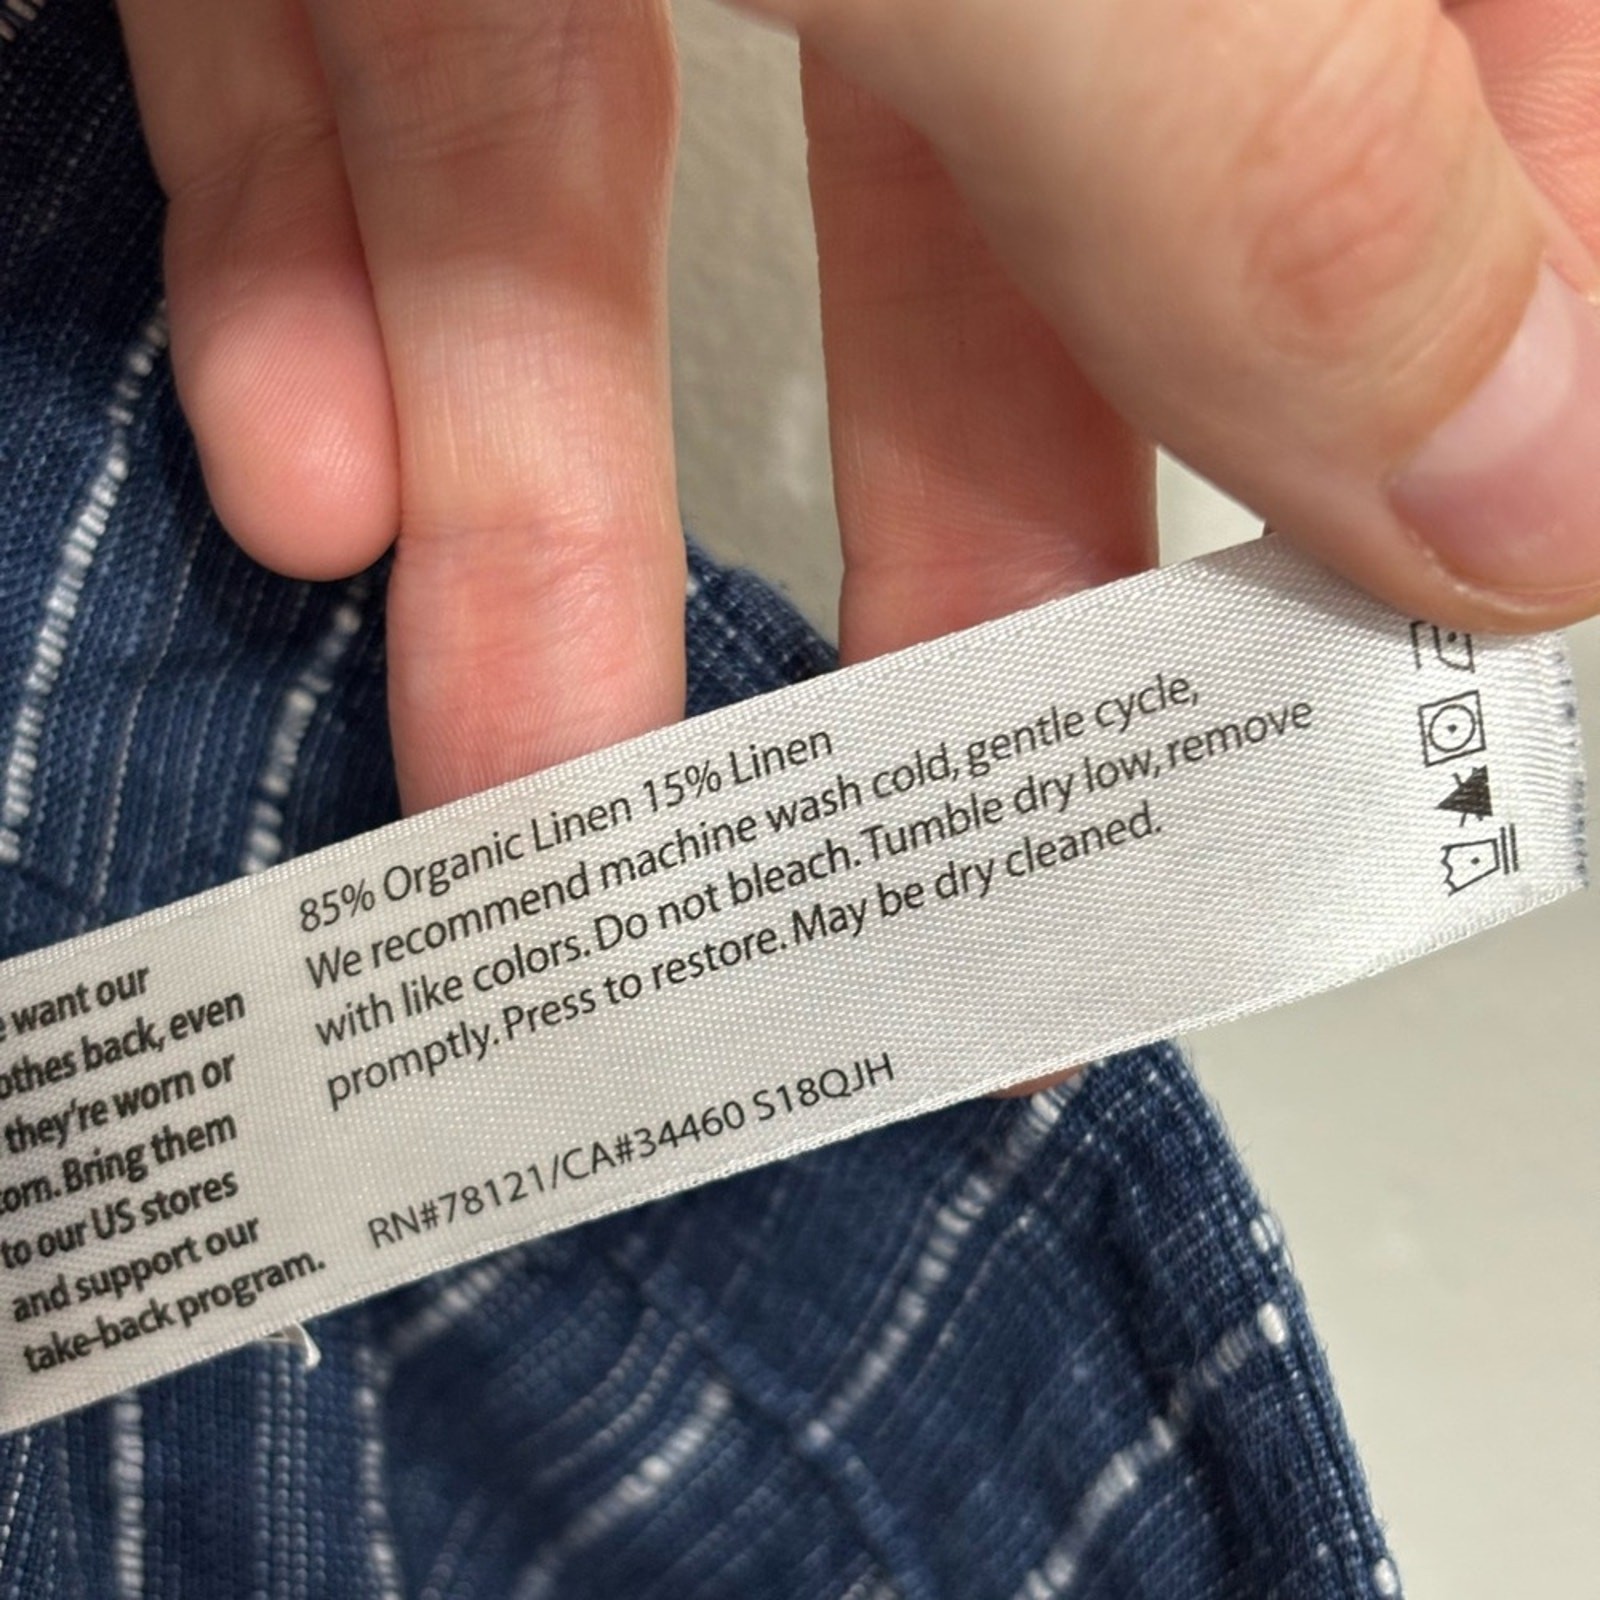 85% Organic Linen 15% Linen
We recommend machine wash cold, gentle cycle,
with like colors. Do not bleach. Tumble dry low, remove
promptly. Press to restore. May be dry cleaned.
RN#78121/CA#34460 S18QJH
want our
back, even
they're worn or
Bring them
to our US stores
and support our
take-back program.